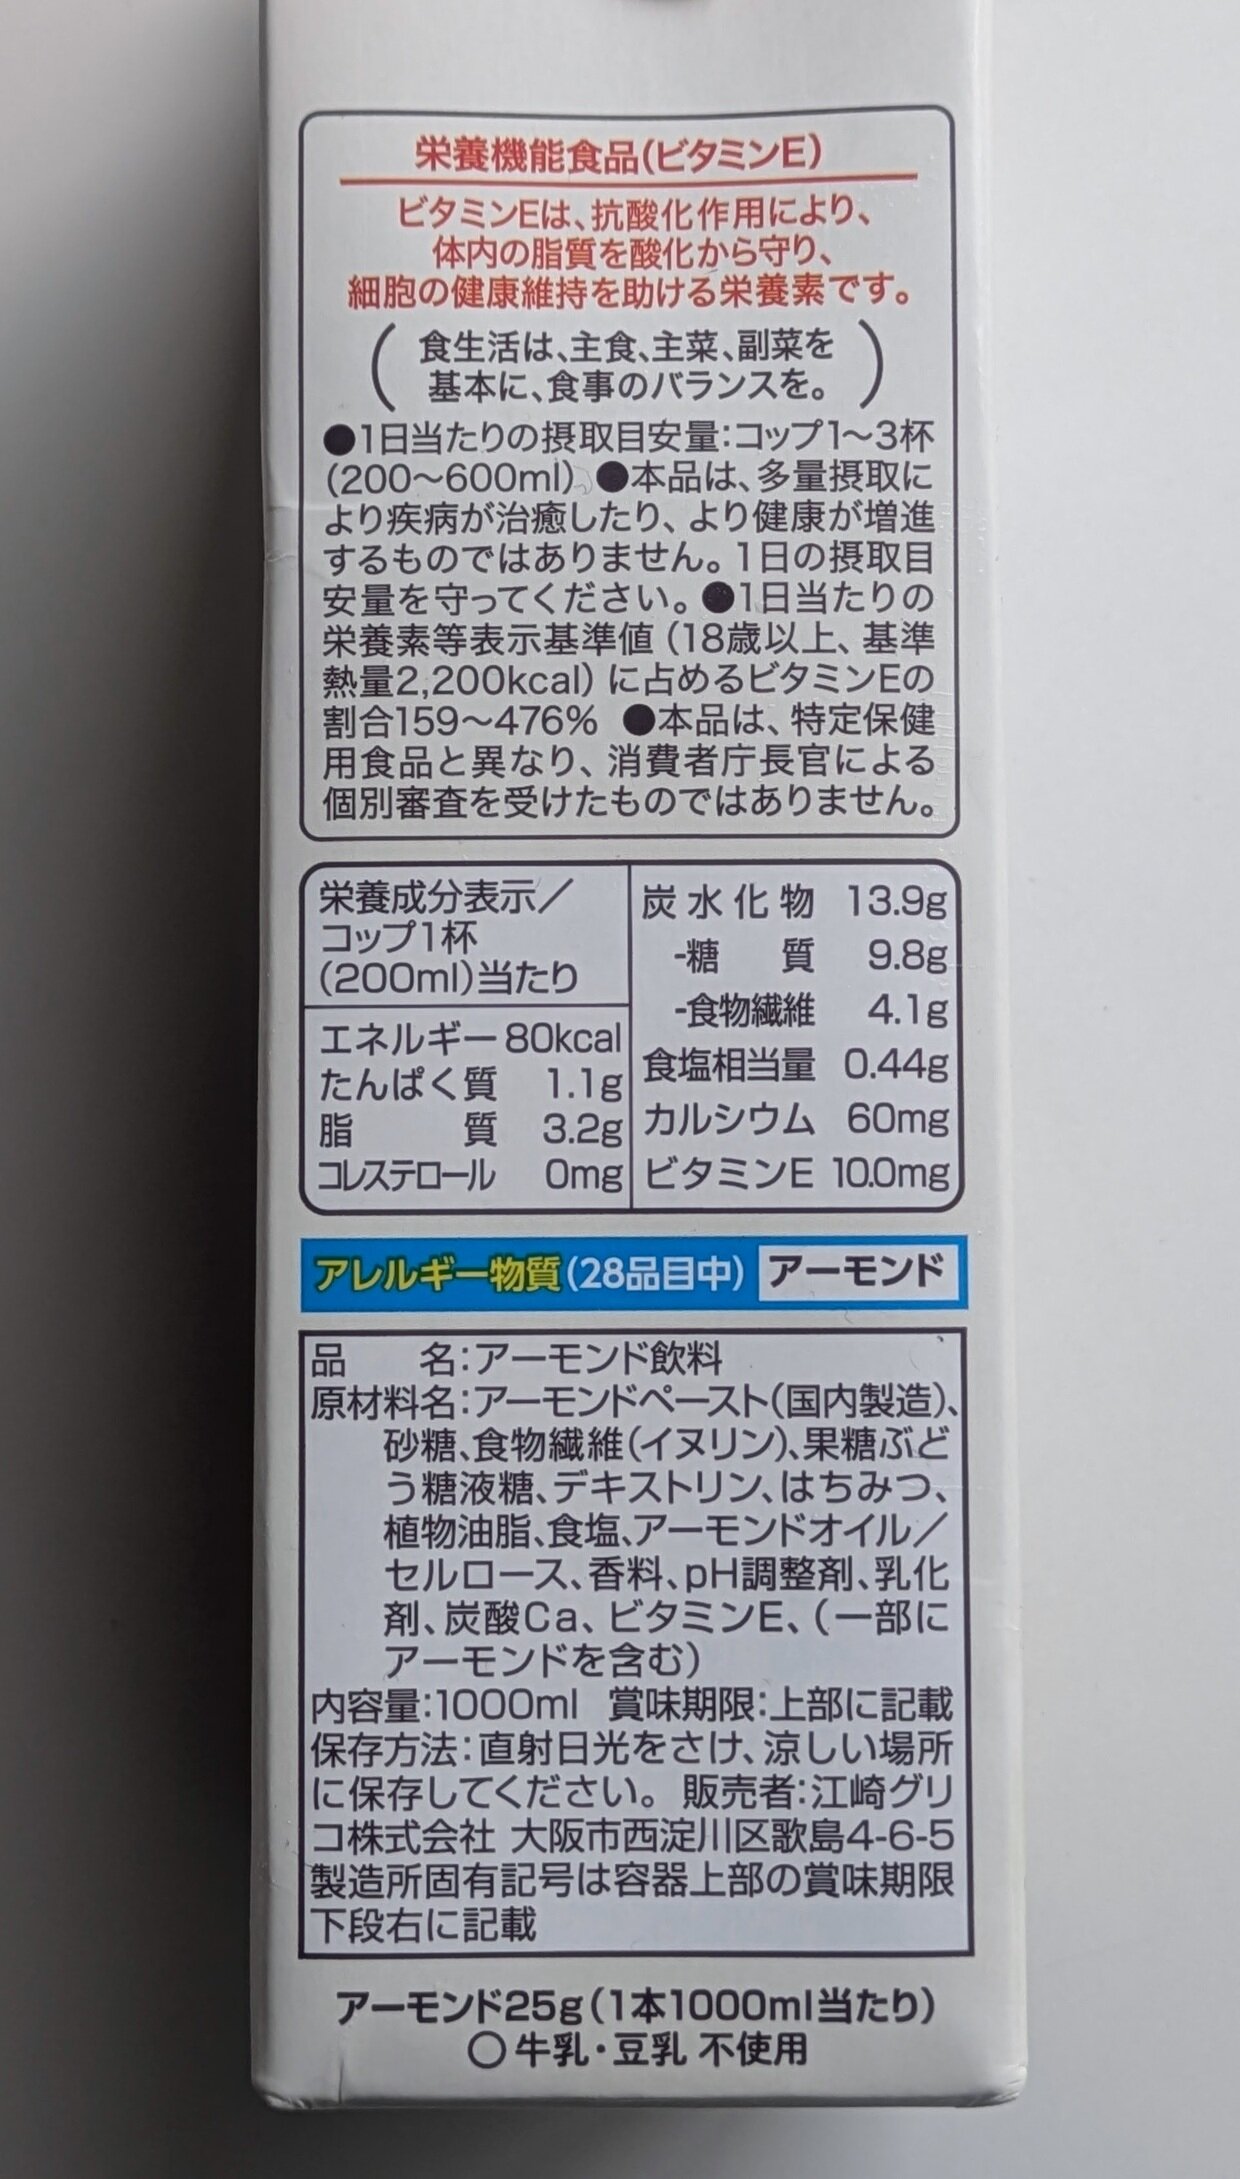 栄養機能食品(ビタミンE)
ビタミンEは、抗酸化作用により、
体内の脂質を酸化から守り、
細胞の健康維持を助ける栄養素です。
(食生活は、主食、主菜、副菜を
基本に、食事のバランスを。)
●1日当たりの摂取目安量:コップ1〜3杯
(200〜600ml) ●本品は、多量摂取に
より疾病が治癒したり、より健康が増進
するものではありません。1日の摂取目
安量を守ってください。●1日当たりの
栄養素等表示基準値(18歳以上、基準
熱量2,200kcal)に占めるビタミンEの
割合159〜476% ●本品は、特定保健
用食品と異なり、消費者庁長官による
個別審査を受けたものではありません。
栄養成分表示/
コップ1杯
(200ml)当たり
エネルギー 80kcal
たんぱく質 1.1g
脂質 3.2g
コレステロール 0mg
炭水化物 13.9g
-糖質 9.8g
-食物繊維 4.1g
食塩相当量 0.44g
カルシウム 60mg
ビタミンE 10.0mg
アレルギー物質(28品目中) アーモンド
品名:アーモンド飲料
原材料名:アーモンドペースト(国内製造)、
砂糖、食物繊維(イヌリン)、果糖ぶど
う糖液糖、デキストリン、はちみつ、
植物油脂、食塩、アーモンドオイル/
セルロース、香料、pH調整剤、乳化
剤、炭酸Ca、ビタミンE、(一部に
アーモンドを含む)
内容量:1000ml 賞味期限:上部に記載
保存方法:直射日光をさけ、涼しい場所
に保存してください。 販売者:江崎グリ
コ株式会社 大阪市西淀川区歌島4-6-5
製造所固有記号は容器上部の賞味期限
下段右に記載
アーモンド25g(1本1000ml当たり)
○牛乳・豆乳 不使用